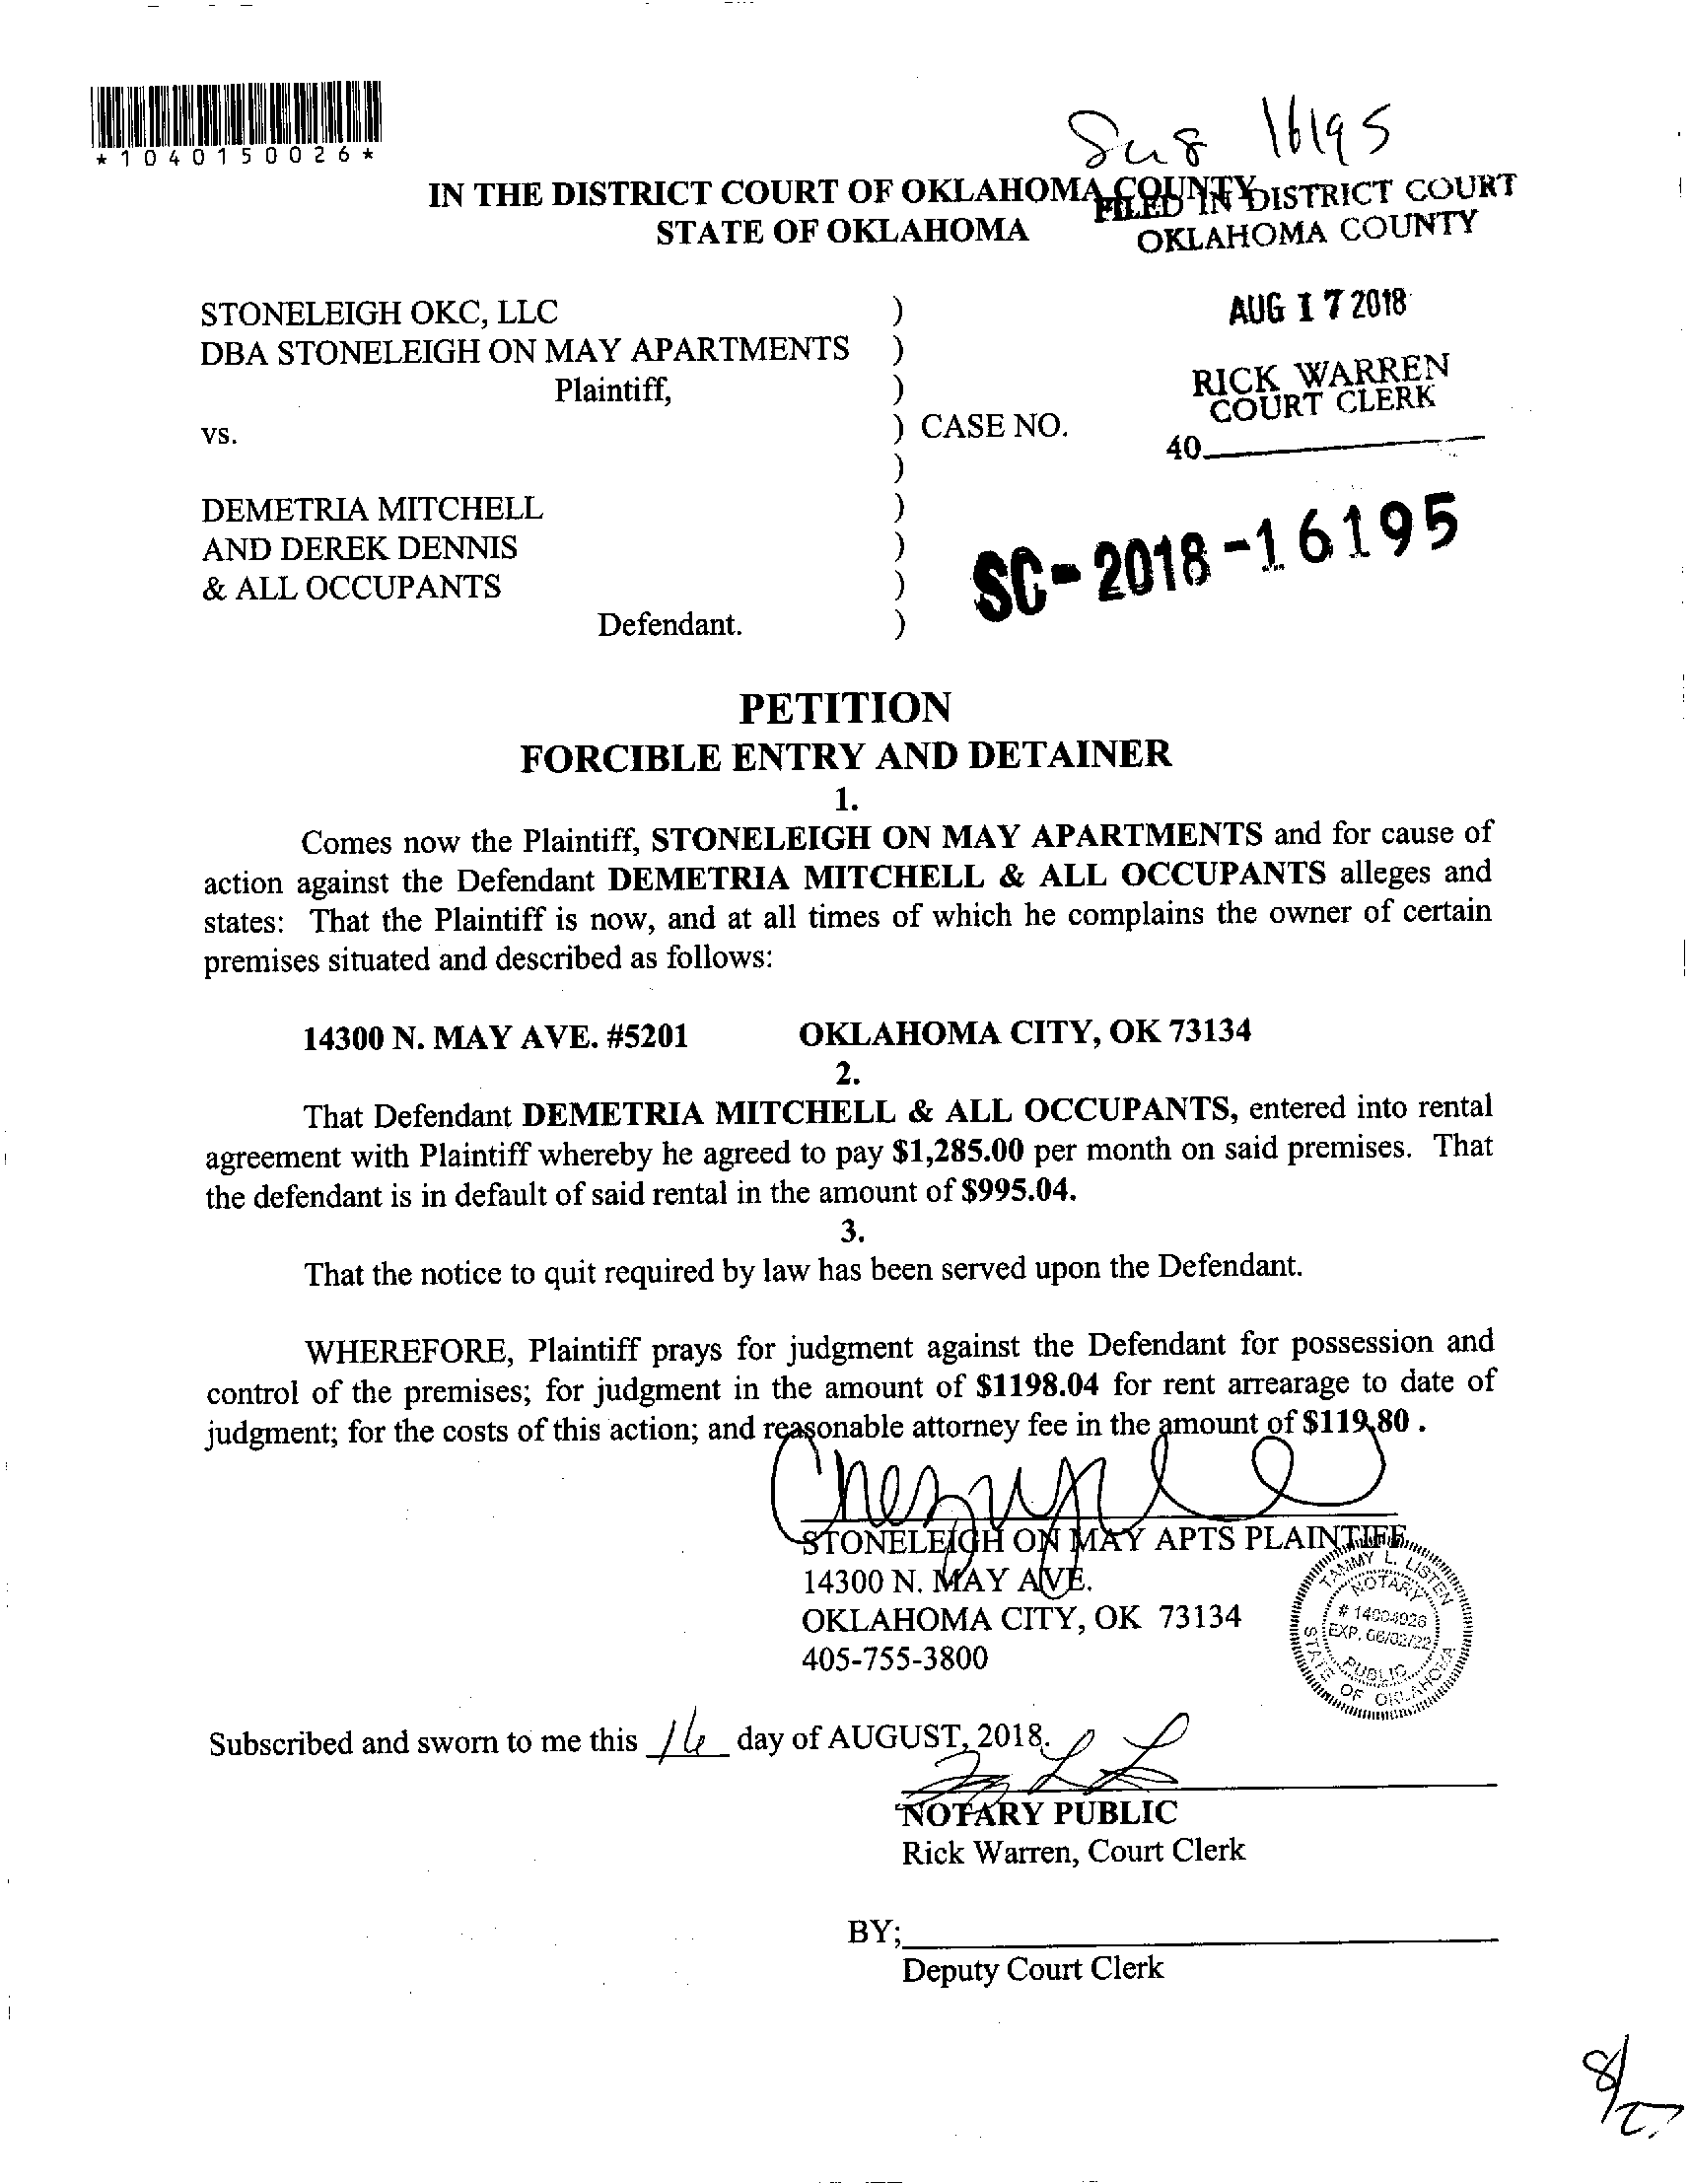 *1040150026*
16195
IN THE DISTRICT COURT OF OKLAHOMA COUNTY
FILED IN DISTRICT COURT
STATE OF OKLAHOMA
OKLAHOMA COUNTY
STONELEIGH OKC, LLC )
AUG 17 2018
DBA STONELEIGH ON MAY APARTMENTS )
Plaintiff, )
RICK WARREN
COURT CLERK
vs. ) CASE NO.
40
)
DEMETRIA MITCHELL )
AND DEREK DENNIS )
SC-2018-16195
& ALL OCCUPANTS )
Defendant. )
PETITION
FORCIBLE ENTRY AND DETAINER
1.
Comes now the Plaintiff, STONELEIGH ON MAY APARTMENTS and for cause of
action against the Defendant DEMETRIA MITCHELL & ALL OCCUPANTS alleges and
states: That the Plaintiff is now, and at all times of which he complains the owner of certain
premises situated and described as follows:
14300 N. MAY AVE. #5201 OKLAHOMA CITY, OK 73134
2.
That Defendant DEMETRIA MITCHELL & ALL OCCUPANTS, entered into rental
agreement with Plaintiff whereby he agreed to pay $1,285.00 per month on said premises. That
the defendant is in default of said rental in the amount of $995.04.
3.
That the notice to quit required by law has been served upon the Defendant.
WHEREFORE, Plaintiff prays for judgment against the Defendant for possession and
control of the premises; for judgment in the amount of $1198.04 for rent arrearage to date of
judgment; for the costs of this action; and reasonable attorney fee in the amount of $119.80 .
STONELEIGH ON MAY APTS PLAINTIFF
14300 N. MAY AVE.
OKLAHOMA CITY, OK 73134
405-755-3800
TAMMY L. LISTEN
NOTARY
# 14004026
EXP. 06/02/22
PUBLIC
STATE OF OKLAHOMA
Subscribed and sworn to me this 16 day of AUGUST, 2018.
NOTARY PUBLIC
Rick Warren, Court Clerk
BY;
Deputy Court Clerk
8/27